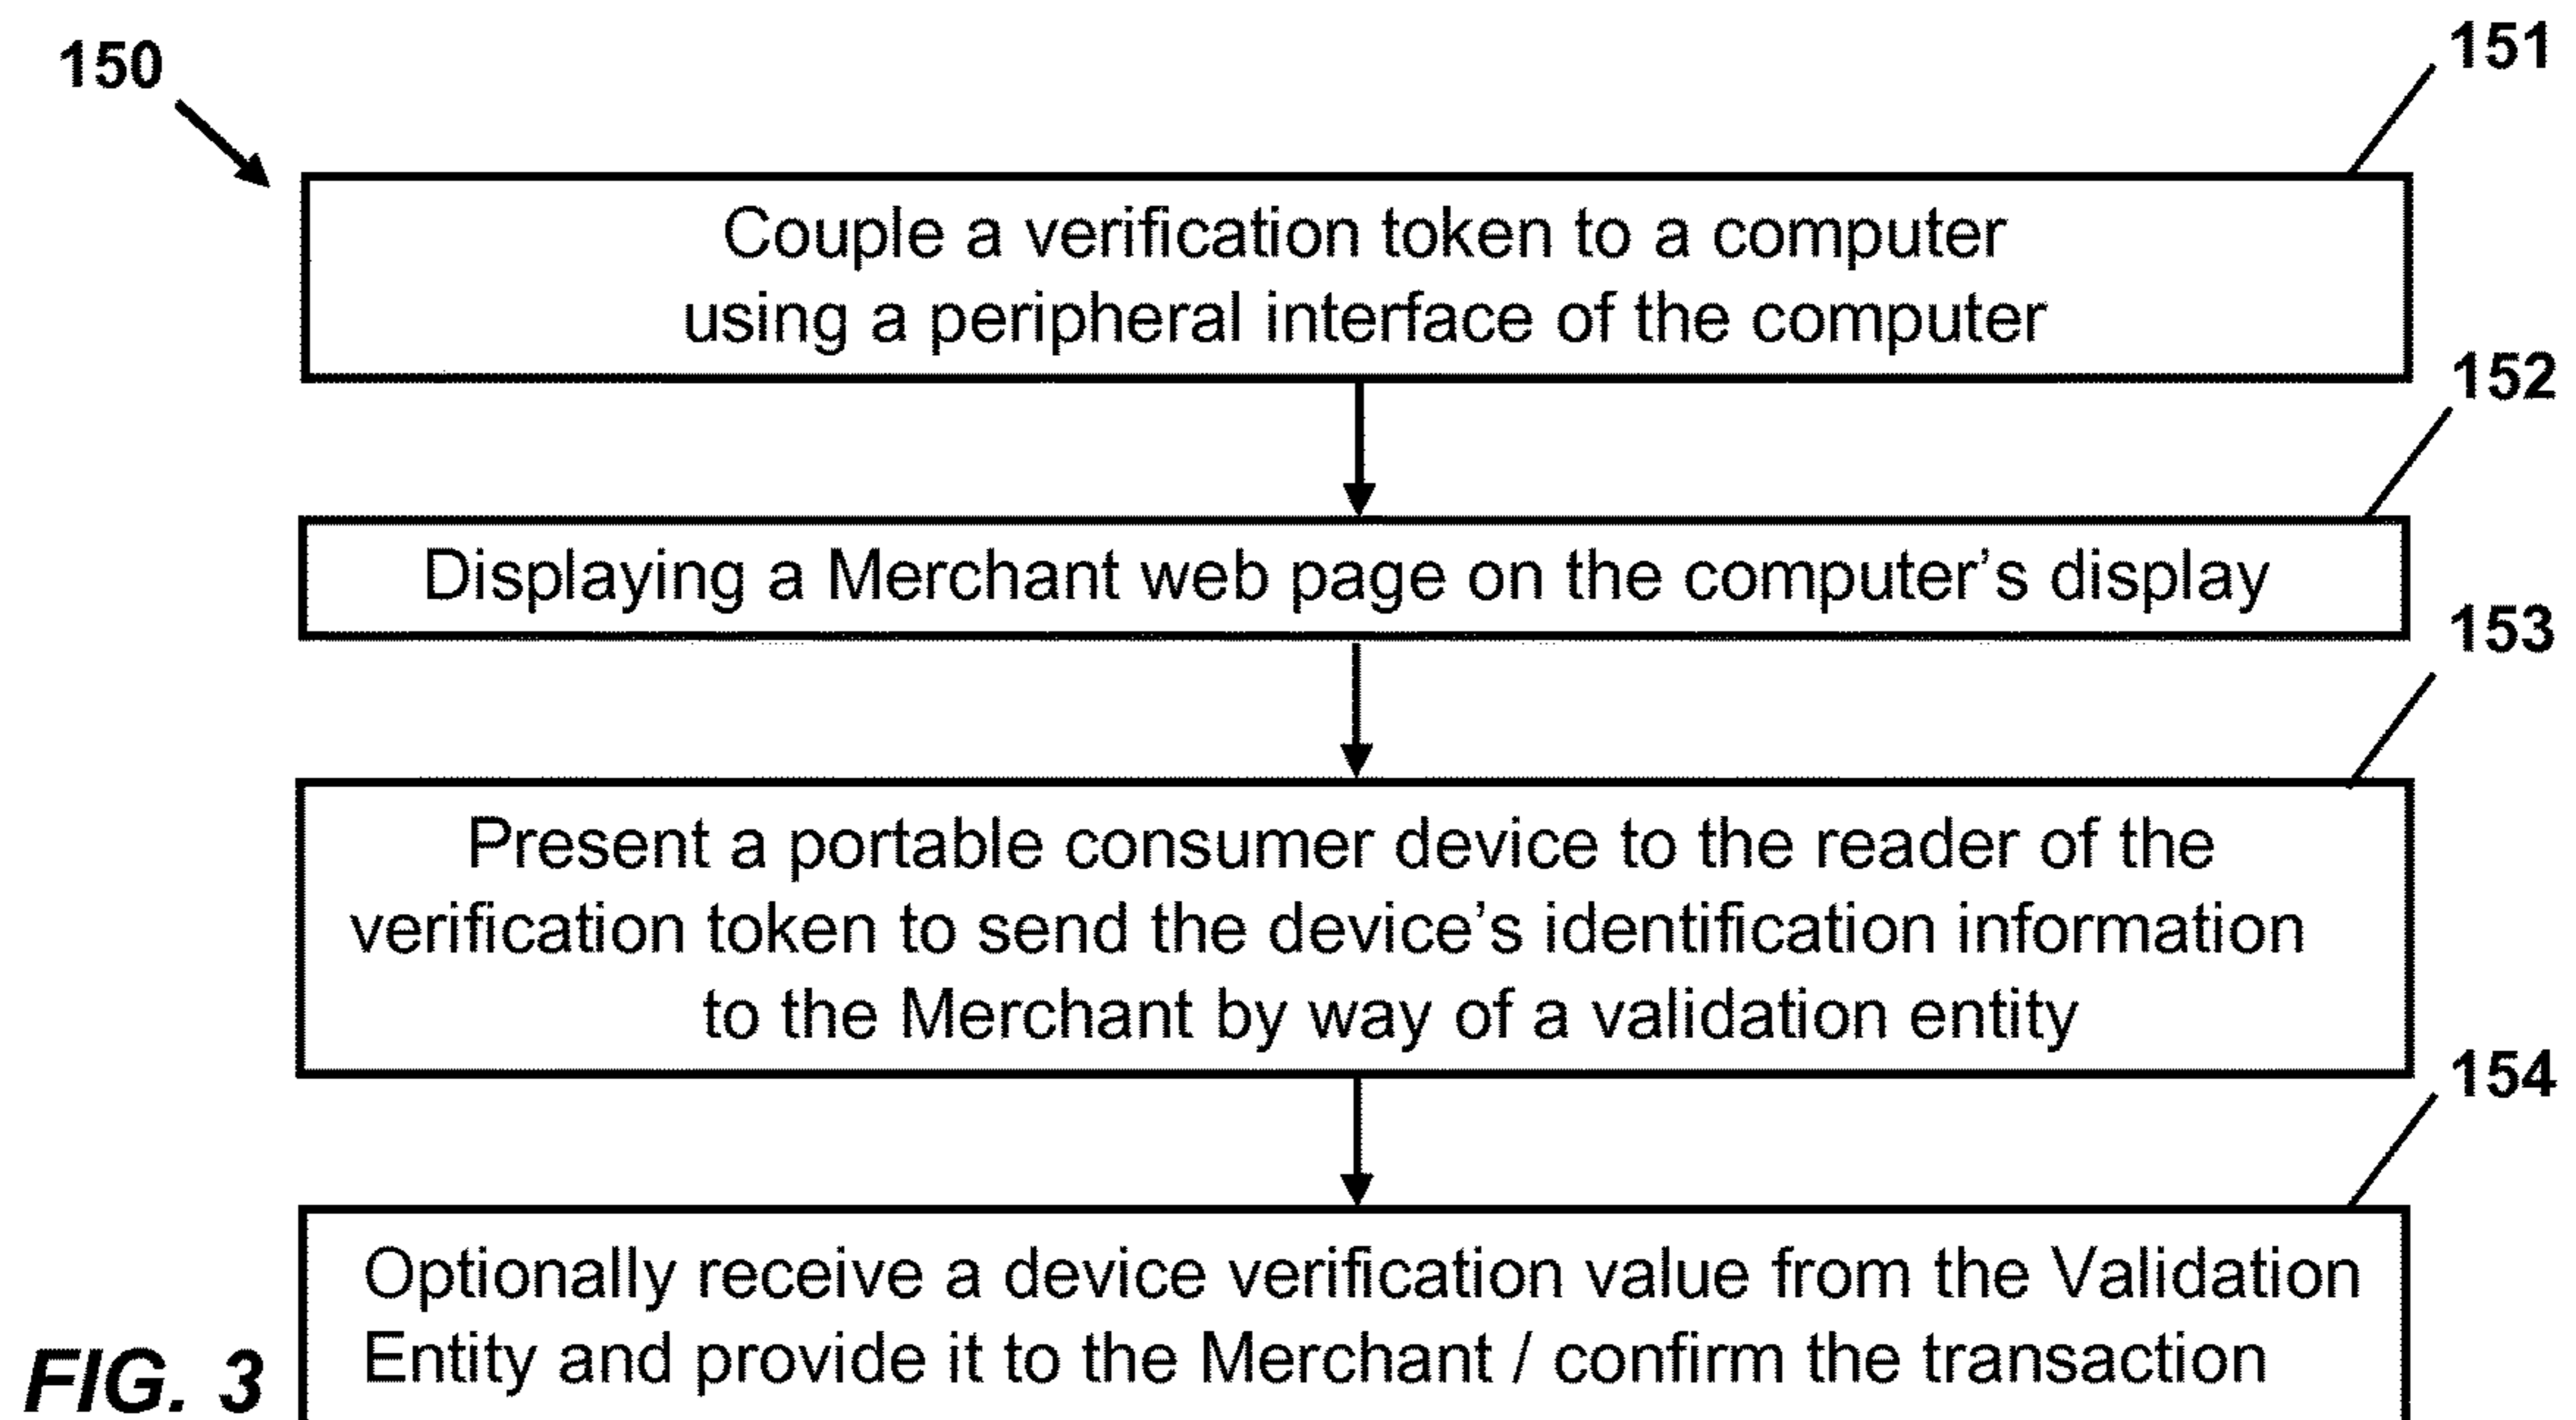 150
151
Couple a verification token to a computer
using a peripheral interface of the computer
152
Displaying a Merchant web page on the computer’s display
153
Present a portable consumer device to the reader of the
verification token to send the device’s identification information
to the Merchant by way of a validation entity
154
Optionally receive a device verification value from the Validation
Entity and provide it to the Merchant / confirm the transaction
FIG. 3